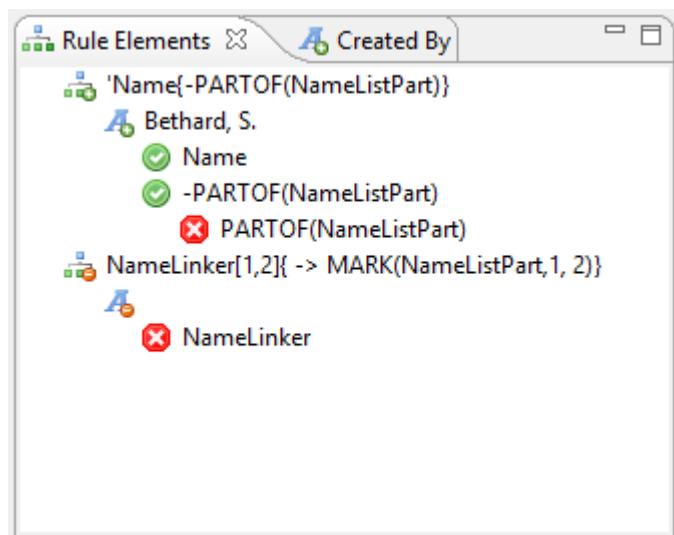 Rule Elements Created By
'Name{-PARTOF(NameListPart)}
Bethard, S.
Name
-PARTOF(NameListPart)
PARTOF(NameListPart)
NameLinker[1,2]{ -> MARK(NameListPart,1, 2)}
NameLinker